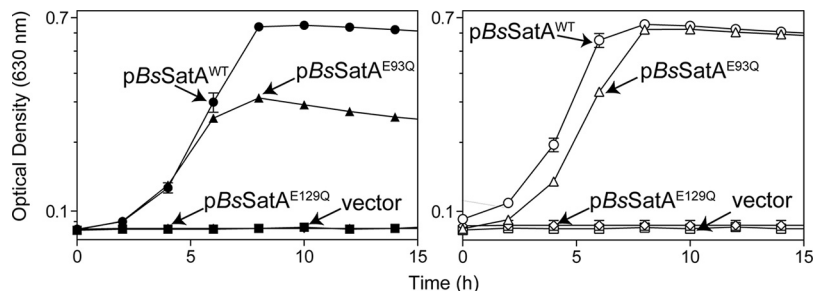 Optical Density (630 nm)
0.7
0.1
pBsSatA^WT
pBsSatA^E93Q
pBsSatA^E129Q
vector
0
5
10
15
0.7
0.1
pBsSatA^WT
pBsSatA^E93Q
pBsSatA^E129Q
vector
0
5
10
15
Time (h)